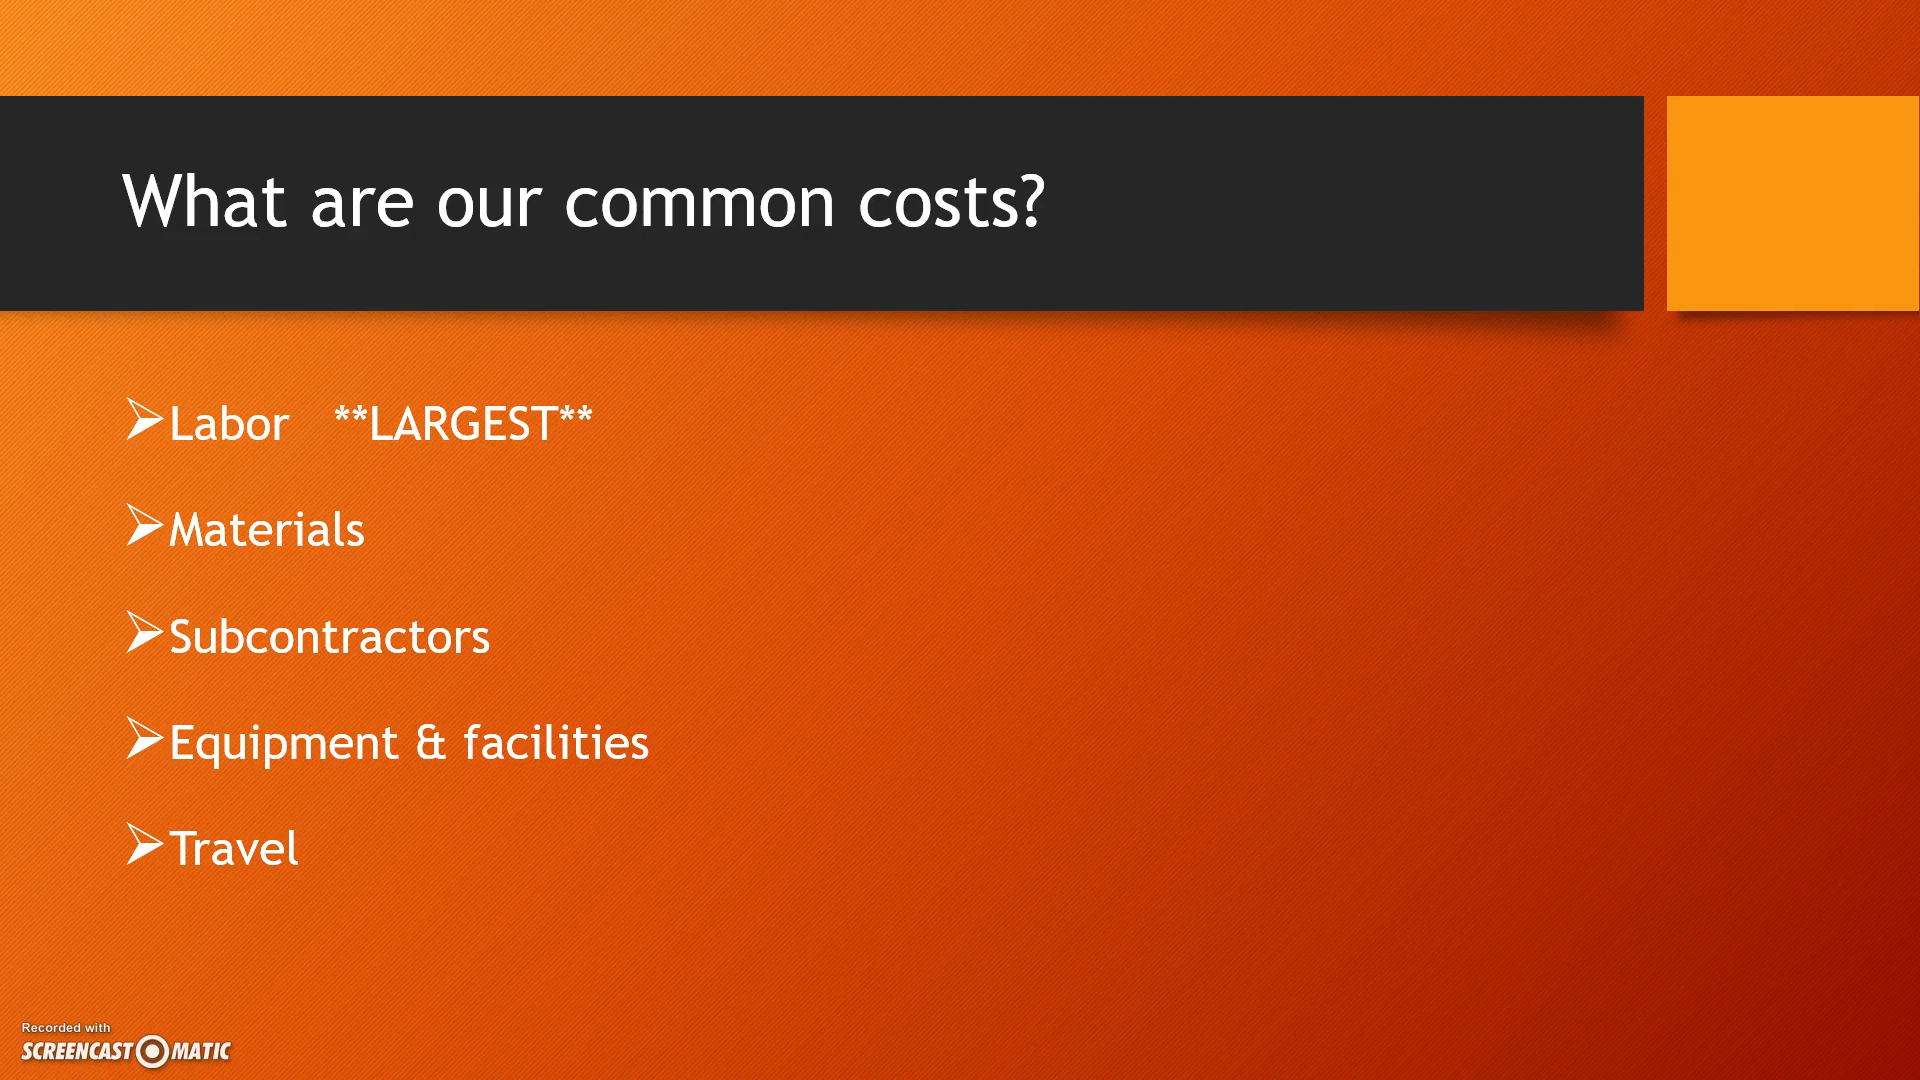 What are our common costs?
Labor **LARGEST**
Materials
Subcontractors
Equipment & facilities
Travel
Recorded with
SCREENCAST MATIC